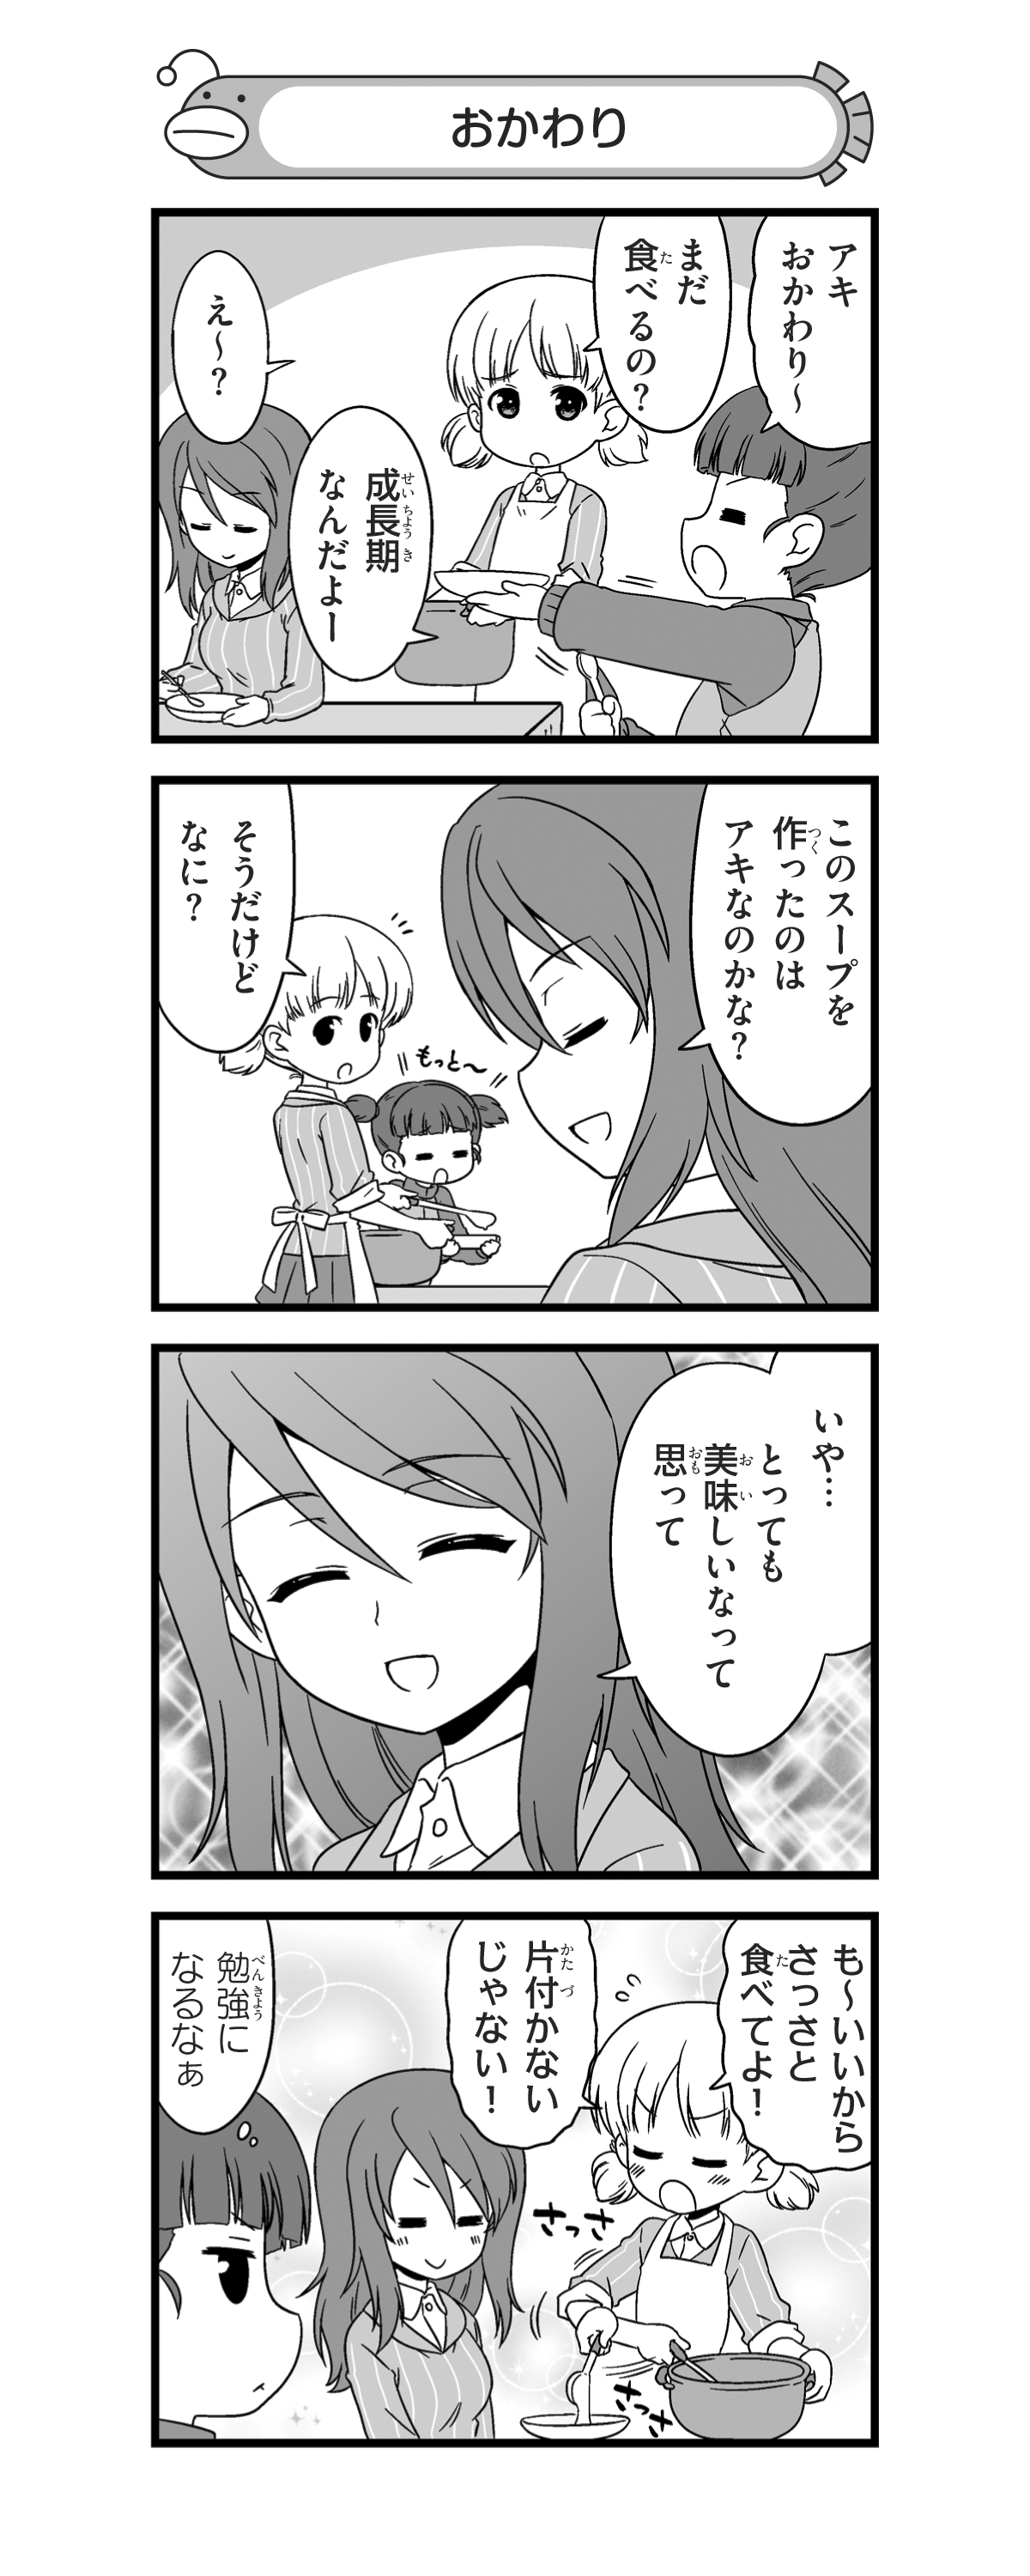 おかわり
アキ
おかわり～
まだ
食べるの？
成長期
なんだよー
え～？
このスープを
作ったのは
アキなのかな？
もっと～
そうだけど
なに？
いや…
とっても
美味しいなって
思って
も～いいから
さっさと
食べてよ！
片付かない
じゃない！
さっさ
さっさ
勉強に
なるなぁ